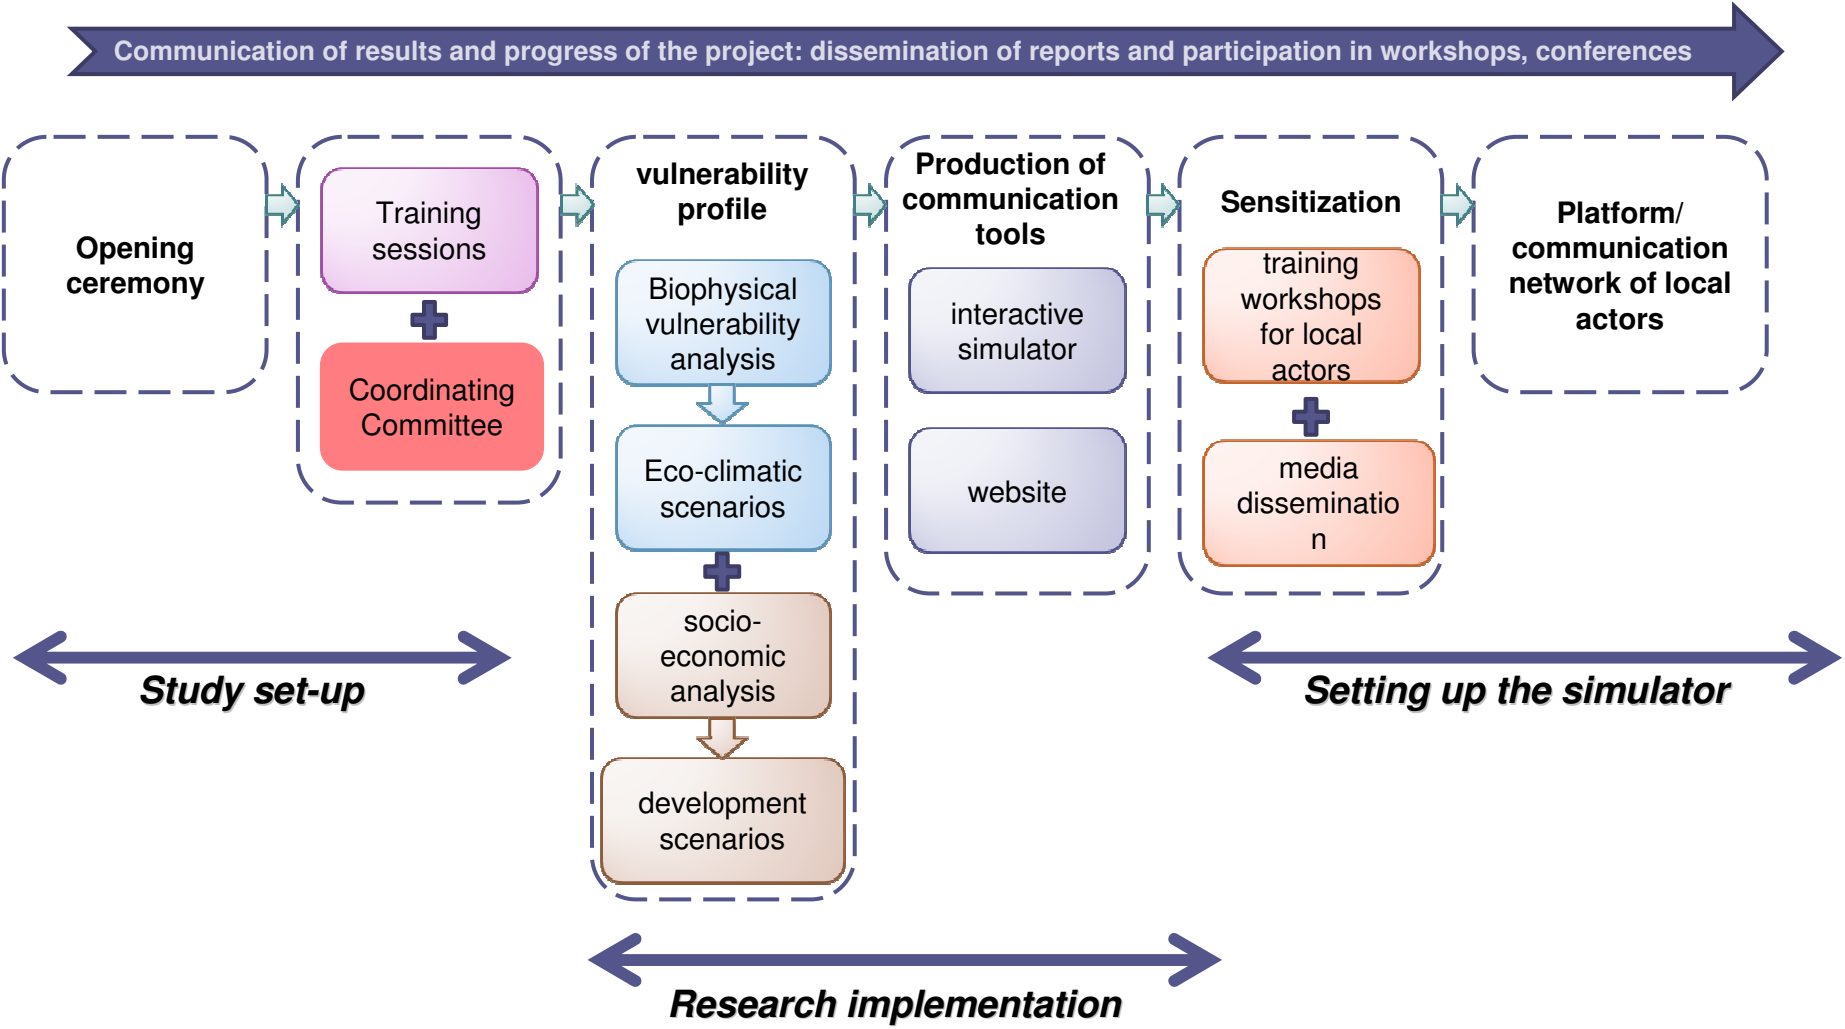 Communication of results and progress of the project: dissemination of reports and participation in workshops, conferences
Opening
ceremony
Training
sessions
Coordinating
Committee
vulnerability
profile
Biophysical
vulnerability
analysis
Eco-climatic
scenarios
socio-
economic
analysis
development
scenarios
Production of
communication
tools
interactive
simulator
website
Sensitization
training
workshops
for local
actors
media
disseminatio
n
Platform/
communication
network of local
actors
Study set-up
Setting up the simulator
Research implementation